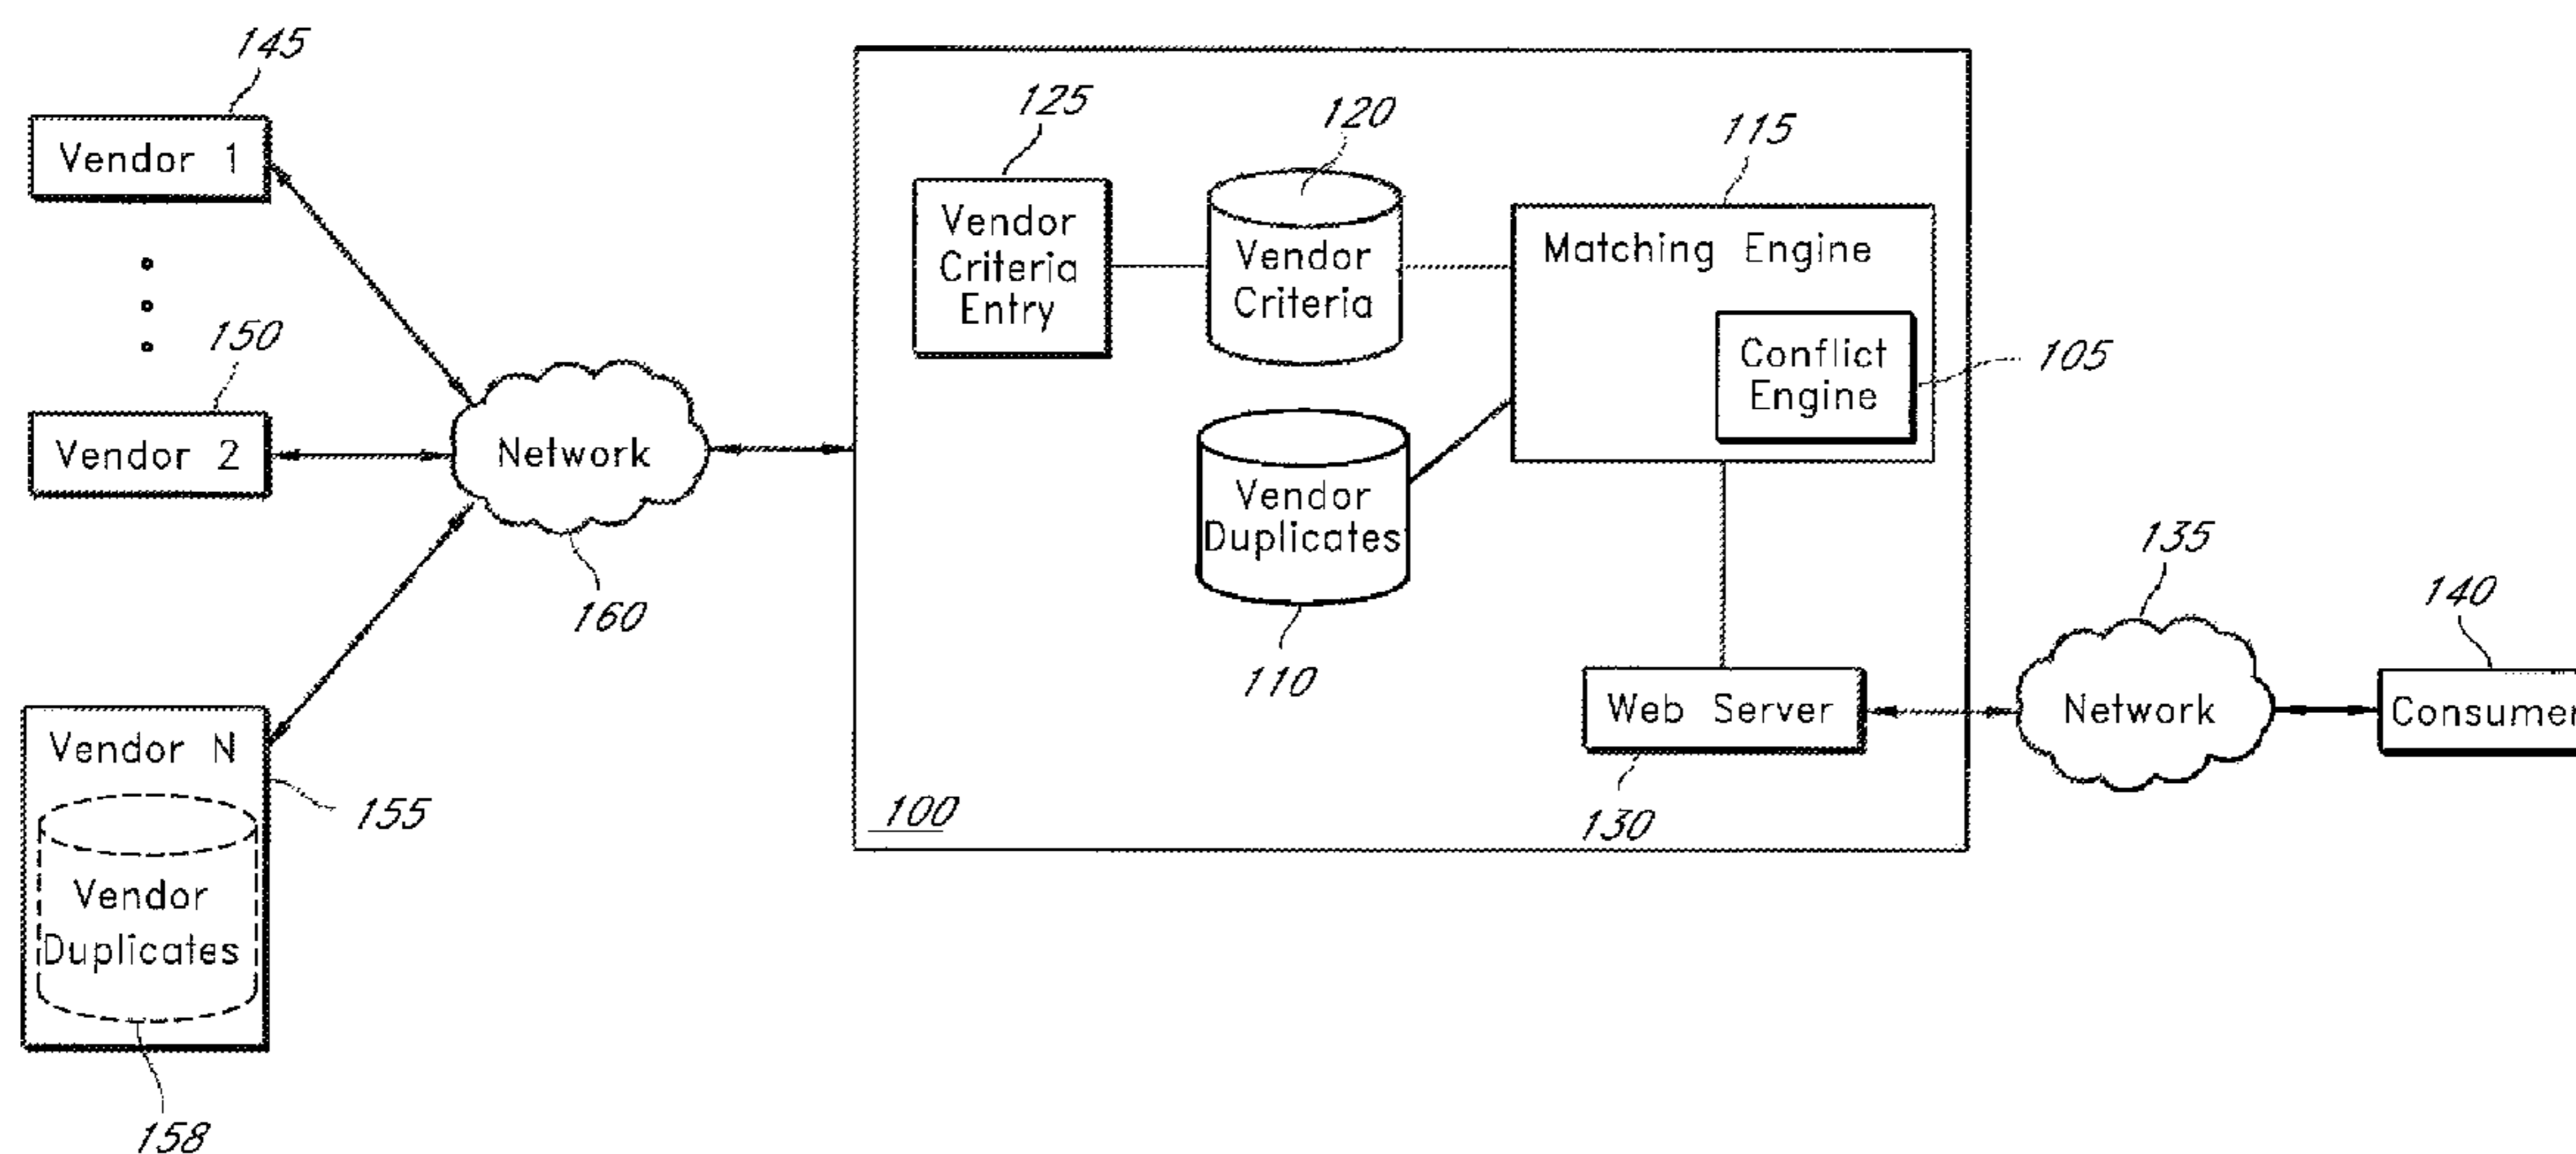 145
Vendor 1
150
Vendor 2
Vendor N
155
Vendor
Duplicates
158
Network
160
125
Vendor
Criteria
Entry
120
Vendor
Criteria
115
Matching Engine
Conflict
Engine
105
Vendor
Duplicates
110
Web Server
130
100
135
Network
140
Consumer